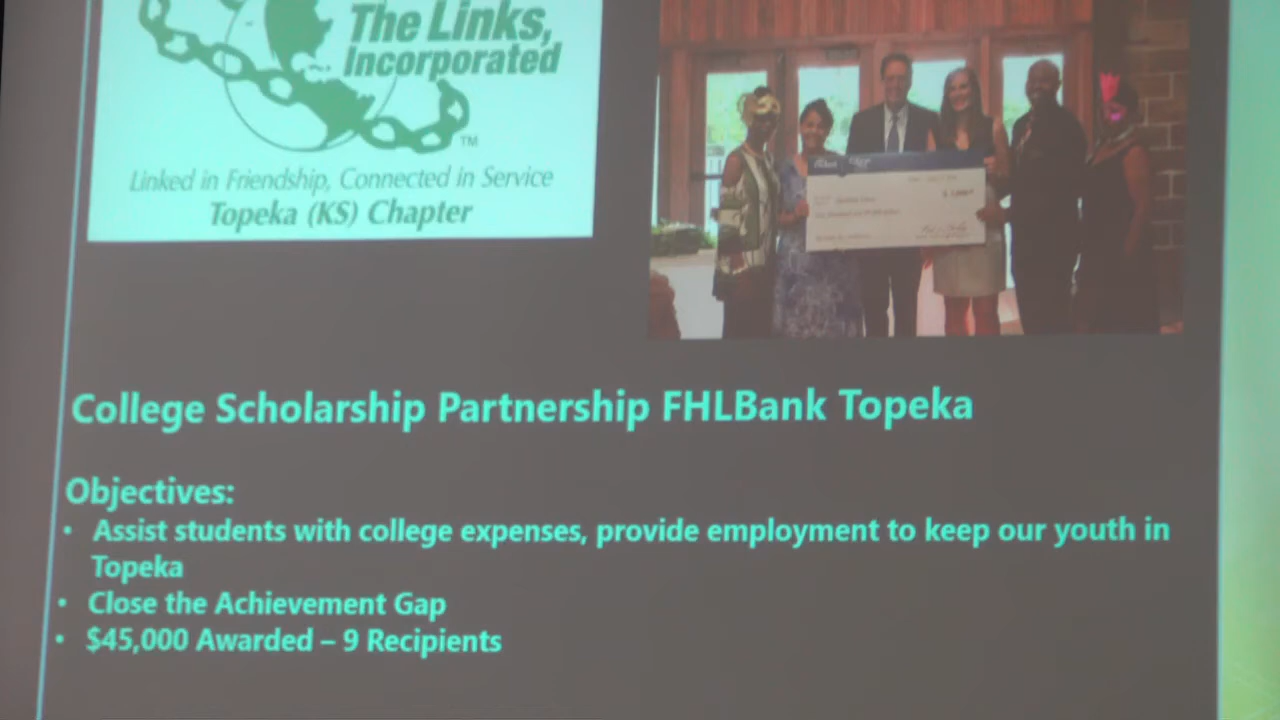 The Links,
Incorporated
TM
Linked in Friendship, Connected in Service
Topeka (KS) Chapter
College Scholarship Partnership FHLBank Topeka
Objectives:
• Assist students with college expenses, provide employment to keep our youth in
Topeka
• Close the Achievement Gap
• $45,000 Awarded – 9 Recipients